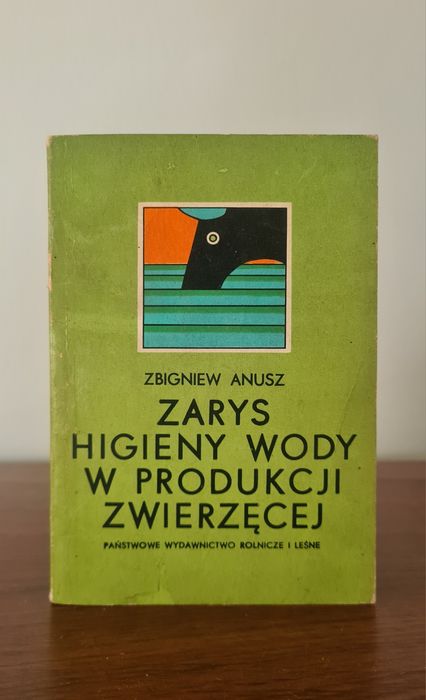 ZBIGNIEW ANUSZ
ZARYS
HIGIENY WODY
W PRODUKCJI
ZWIERZĘCEJ
PAŃSTWOWE WYDAWNICTWO ROLNICZE I LEŚNE